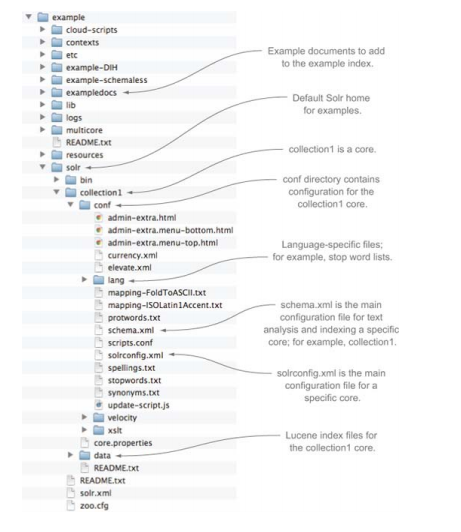 example
cloud-scripts
contexts
etc
example-DIH
example-schemaless
exampledocs
lib
logs
multicore
README.txt
resources
solr
bin
collection1
conf
admin-extra.html
admin-extra.menu-bottom.html
admin-extra.menu-top.html
currency.xml
elevate.xml
lang
mapping-FoldToASCII.txt
mapping-ISOLatin1Accent.txt
protwords.txt
schema.xml
scripts.conf
solrconfig.xml
spellings.txt
stopwords.txt
synonyms.txt
update-script.js
velocity
xslt
core.properties
data
README.txt
README.txt
solr.xml
zoo.cfg
Example documents to add
to the example index.
Default Solr home
for examples.
collection1 is a core.
conf directory contains
configuration for the
collection1 core.
Language-specific files;
for example, stop word lists.
schema.xml is the main
configuration file for text
analysis and indexing a specific
core; for example, collection1.
solrconfig.xml is the main
configuration file for a
specific core.
Lucene index files for
the collection1 core.